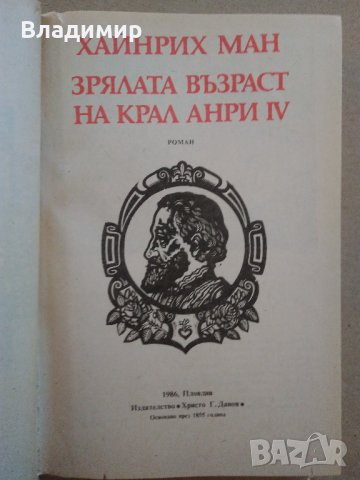 Владимир
ХАЙНРИХ МАН
ЗРЯЛАТА ВЪЗРАСТ
НА КРАЛ АНРИ IV
РОМАН
1986, Пловдив
Издателство • Христо Г. Данов •
Основано през 1855 година
BAZAR